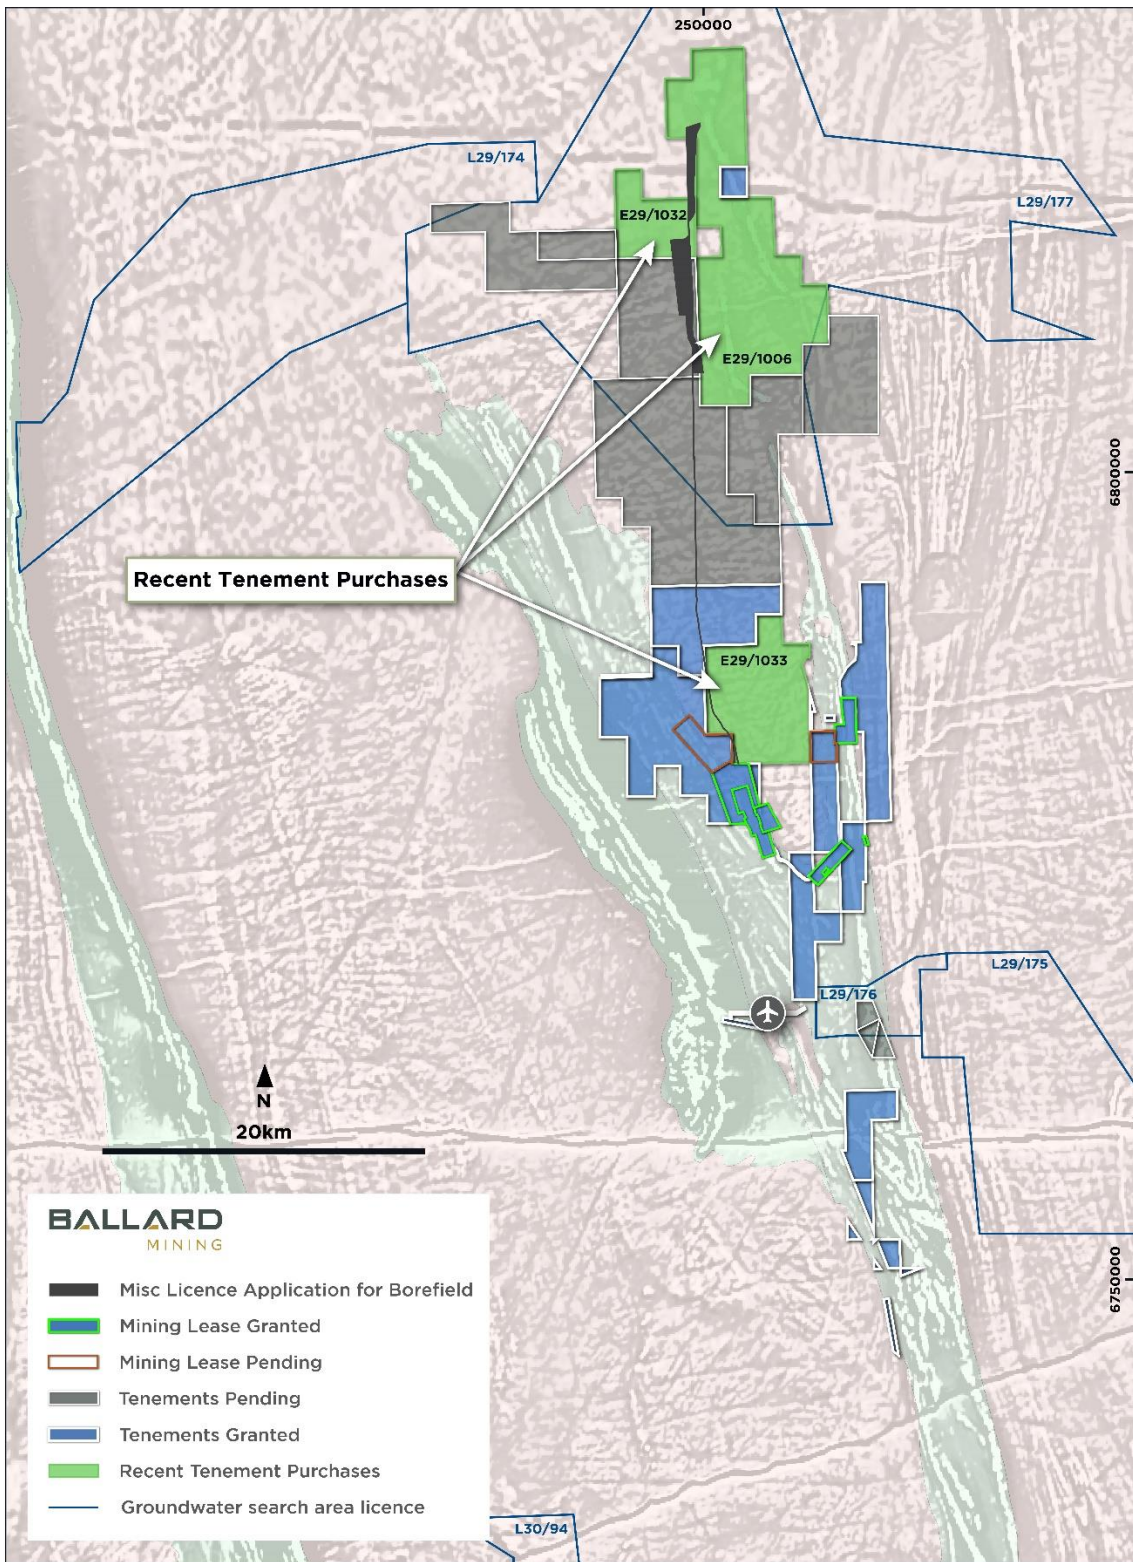 250000
L29/174
L29/177
E29/1032
E29/1006
6800000
Recent Tenement Purchases
E29/1033
L29/175
L29/176
N
20km
6750000
BALLARD
MINING
Misc Licence Application for Borefield
Mining Lease Granted
Mining Lease Pending
Tenements Pending
Tenements Granted
Recent Tenement Purchases
Groundwater search area licence
L30/94